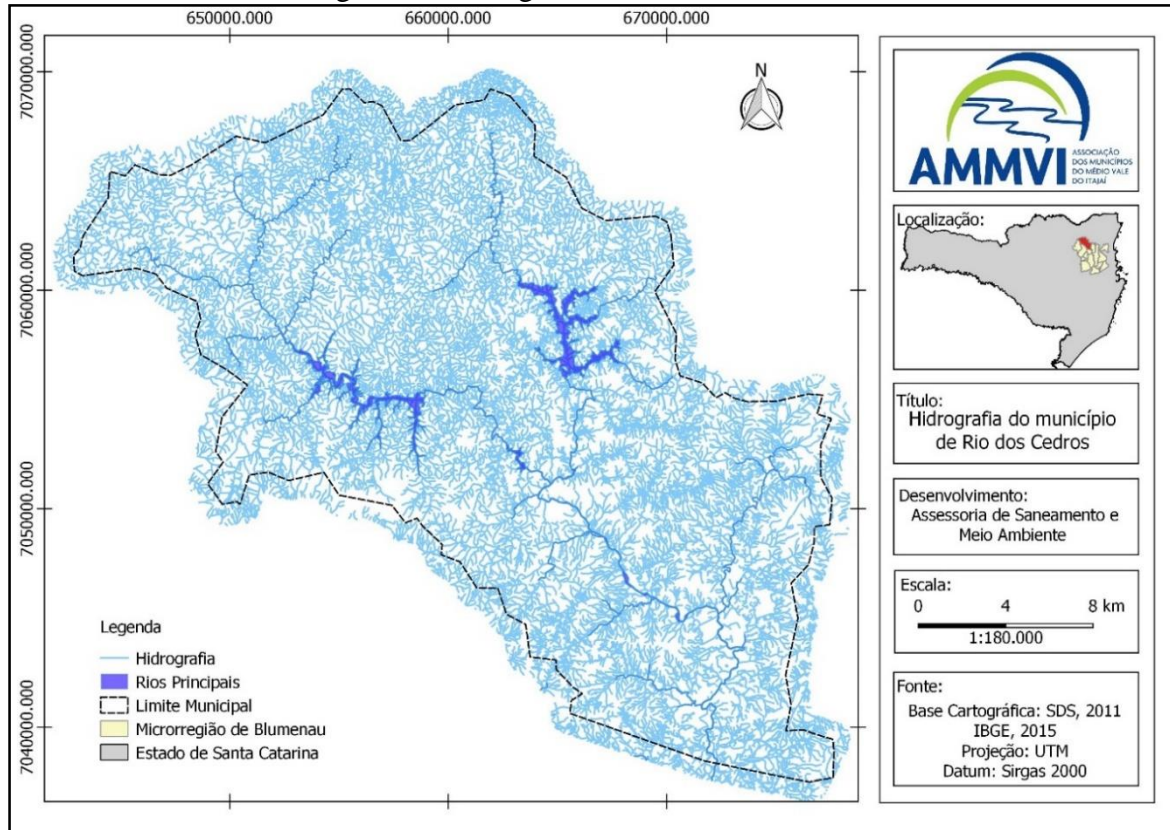 650000.000
660000.000
670000.000
7070000.000
7060000.000
7050000.000
7040000.000
N
Legenda
Hidrografia
Rios Principais
Limite Municipal
Microrregião de Blumenau
Estado de Santa Catarina
AMMVI
ASSOCIAÇÃO
DOS MUNICÍPIOS
DO MÉDIO VALE
DO ITAJAÍ
Localização:
Título:
Hidrografia do município
de Rio dos Cedros
Desenvolvimento:
Assessoria de Saneamento e
Meio Ambiente
Escala:
0 4 8 km
1:180.000
Fonte:
Base Cartográfica: SDS, 2011
IBGE, 2015
Projeção: UTM
Datum: Sirgas 2000